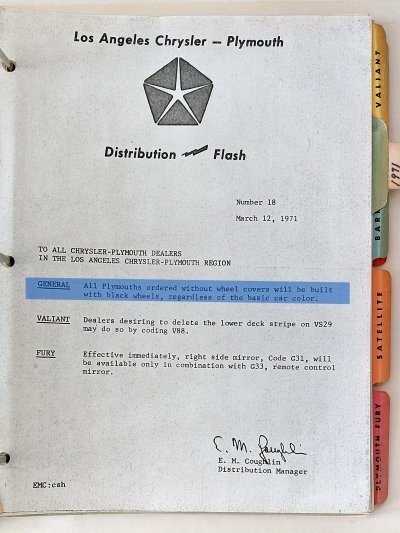 Los Angeles Chrysler — Plymouth
Distribution Flash
Number 18
March 12, 1971
TO ALL CHRYSLER-PLYMOUTH DEALERS
IN THE LOS ANGELES CHRYSLER-PLYMOUTH REGION
GENERAL All Plymouths ordered without wheel covers will be built
with black wheels, regardless of the basic car color.
VALIANT Dealers desiring to delete the lower deck stripe on VS29
may do so by coding V88.
FURY Effective immediately, right side mirror, Code G31, will
be available only in combination with G33, remote control
mirror.
E. M. Coughlin
Distribution Manager
EMC:csh
VALIANT
1971
BARR
SATELLITE
PLYMOUTH FURY